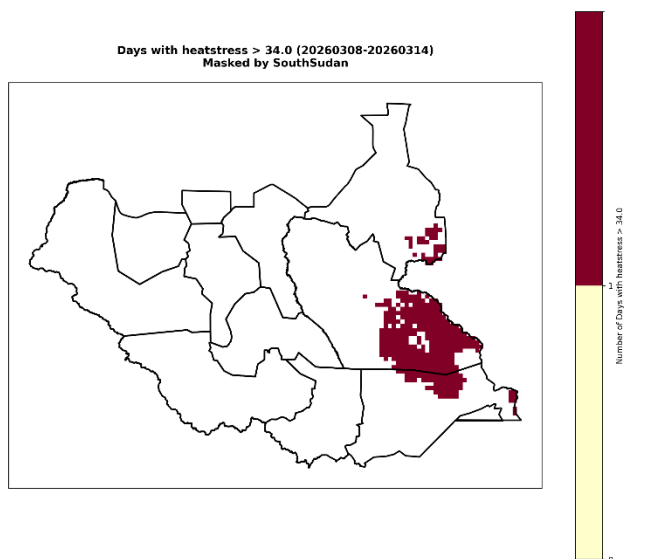 Days with heatstress > 34.0 (20260308-20260314)
Masked by SouthSudan
1
Number of Days with heatstress > 34.0